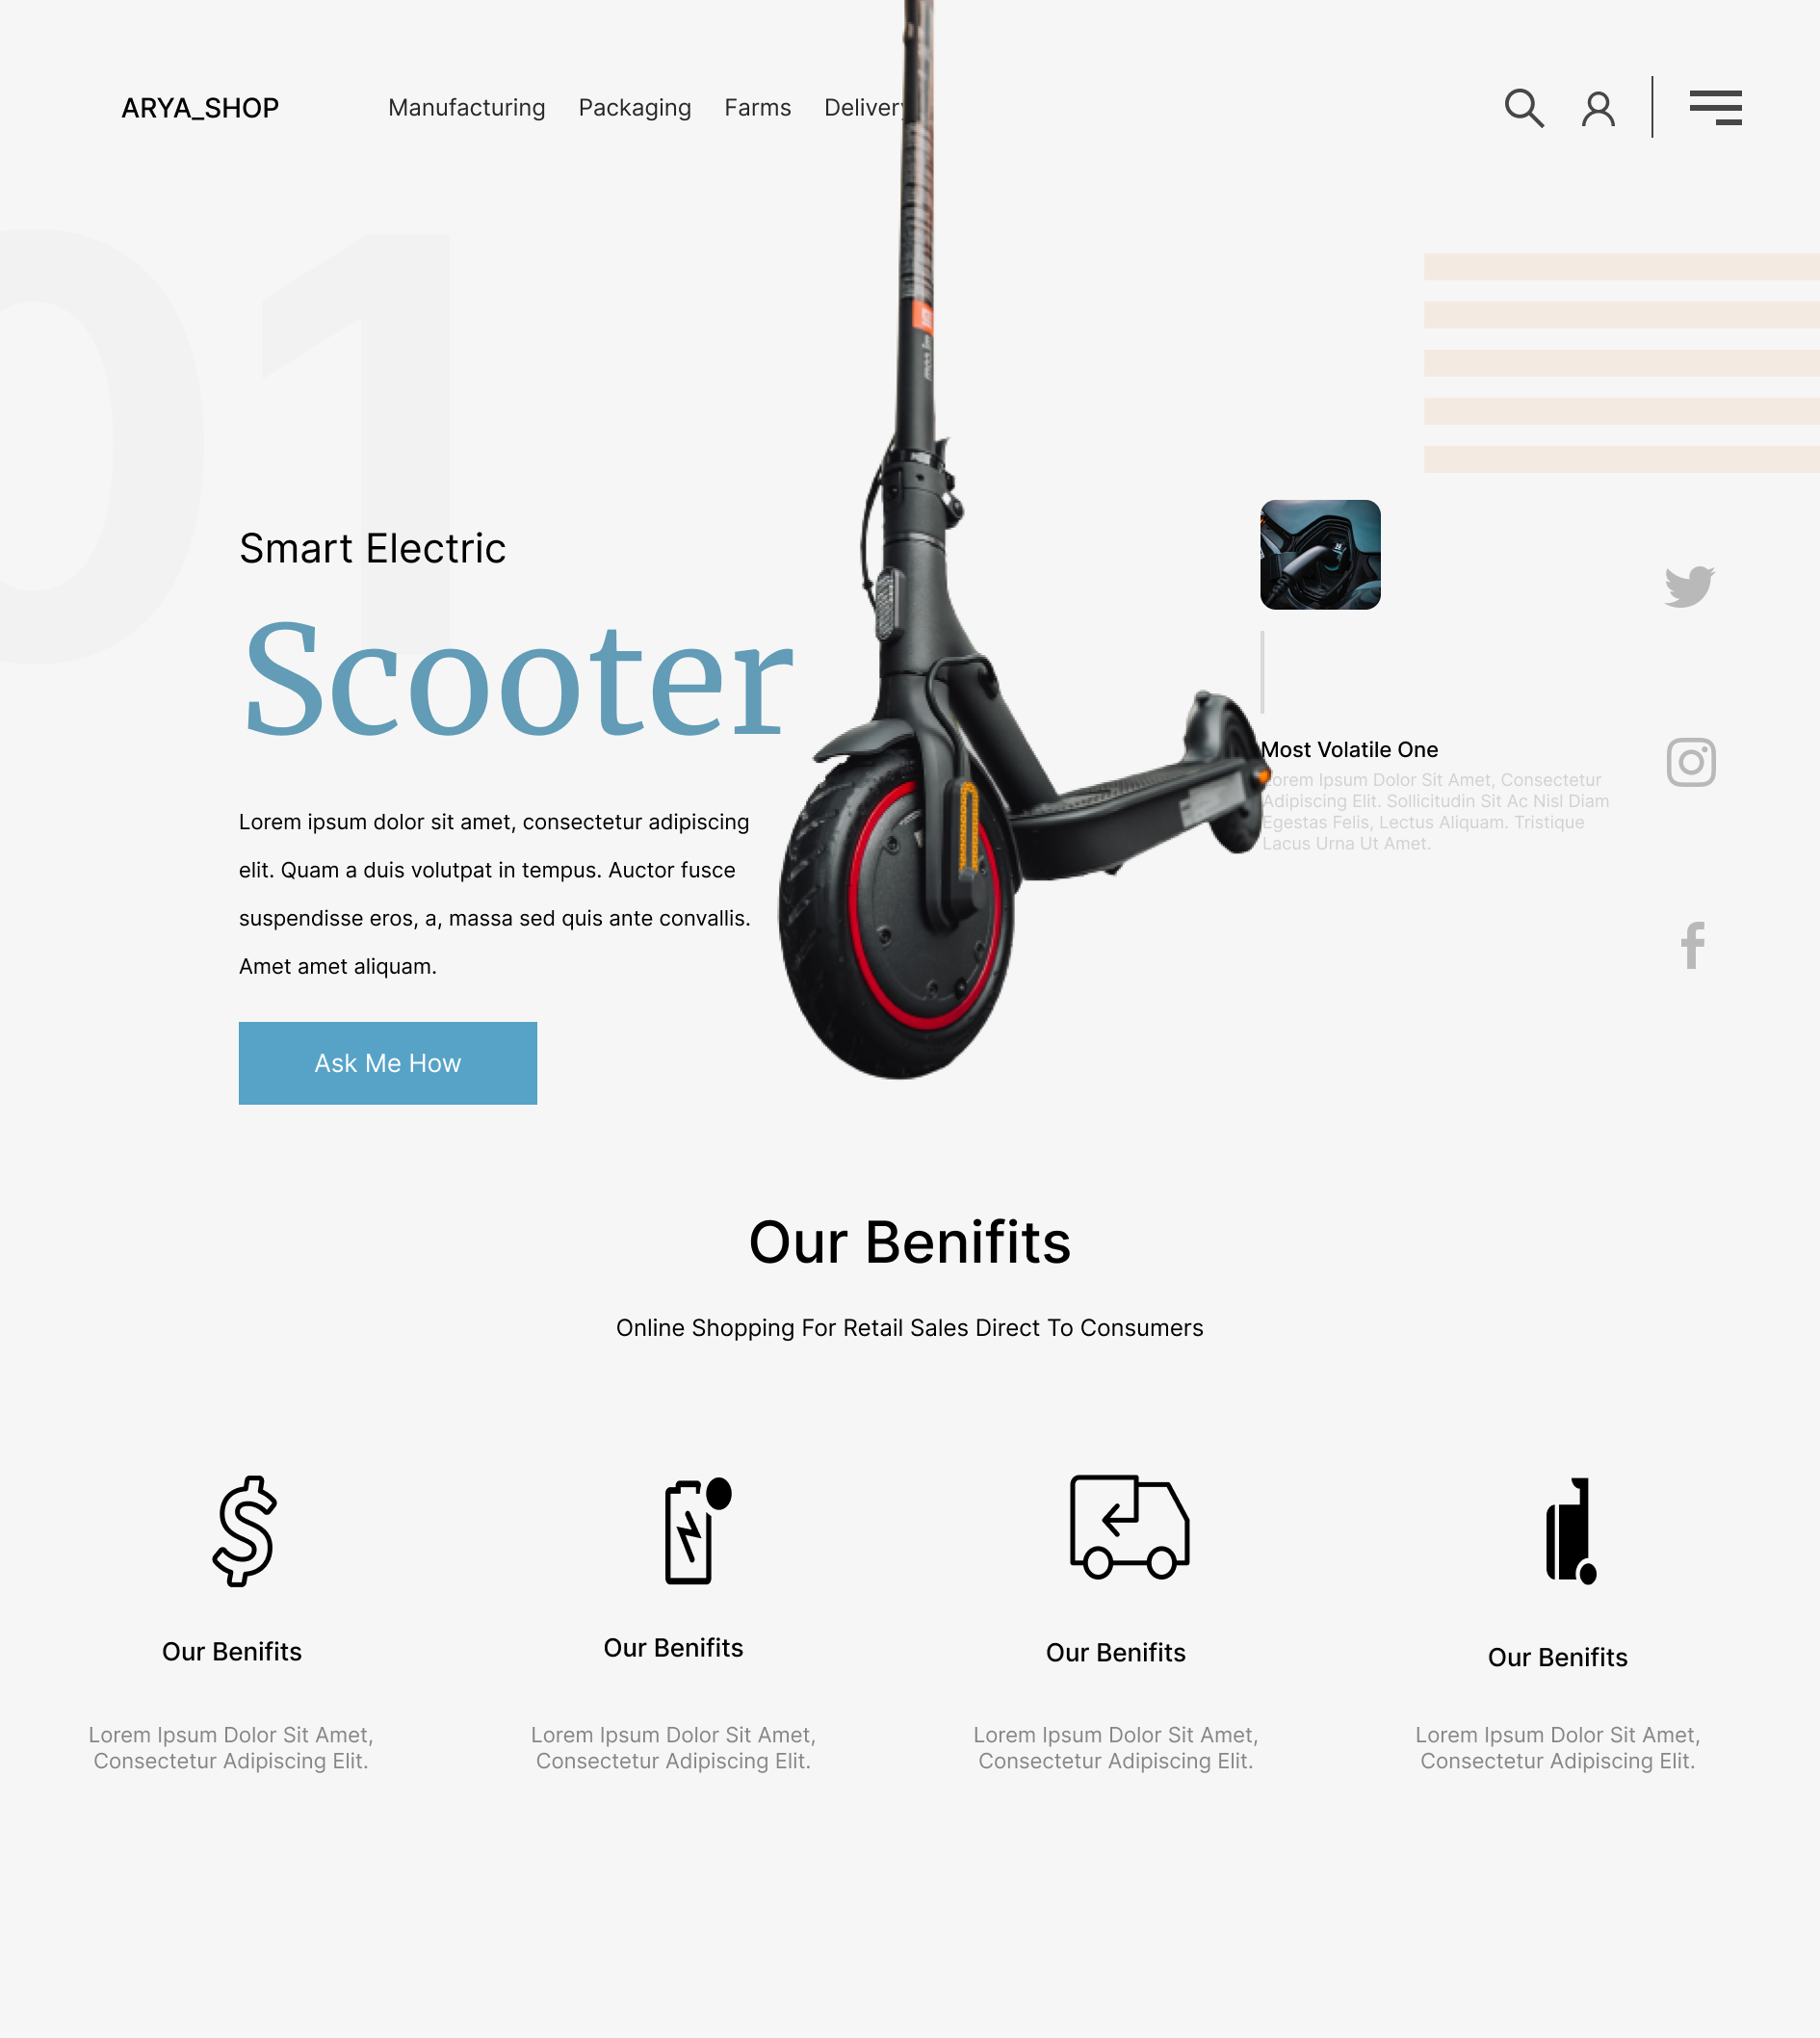 ARYA_SHOP
Manufacturing Packaging Farms Delivery
01
Smart Electric
Scooter
Lorem ipsum dolor sit amet, consectetur adipiscing
elit. Quam a duis volutpat in tempus. Auctor fusce
suspendisse eros, a, massa sed quis ante convallis.
Amet amet aliquam.
Ask Me How
Most Volatile One
Lorem Ipsum Dolor Sit Amet, Consectetur
Adipiscing Elit. Sollicitudin Sit Ac Nisl Diam
Egestas Felis, Lectus Aliquam. Tristique
Lacus Urna Ut Amet.
Our Benifits
Online Shopping For Retail Sales Direct To Consumers
Our Benifits
Lorem Ipsum Dolor Sit Amet,
Consectetur Adipiscing Elit.
Our Benifits
Lorem Ipsum Dolor Sit Amet,
Consectetur Adipiscing Elit.
Our Benifits
Lorem Ipsum Dolor Sit Amet,
Consectetur Adipiscing Elit.
Our Benifits
Lorem Ipsum Dolor Sit Amet,
Consectetur Adipiscing Elit.